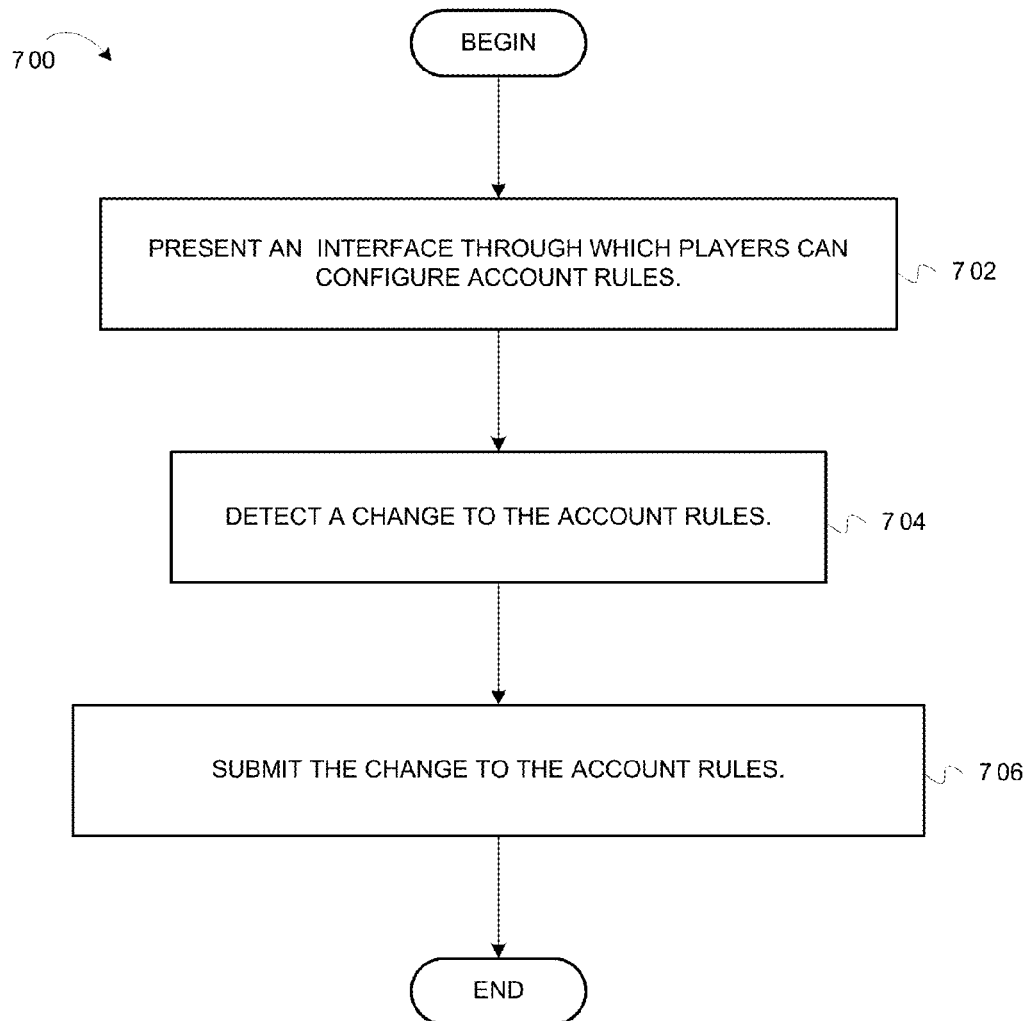 700
BEGIN
PRESENT AN INTERFACE THROUGH WHICH PLAYERS CAN
CONFIGURE ACCOUNT RULES.
702
DETECT A CHANGE TO THE ACCOUNT RULES.
704
SUBMIT THE CHANGE TO THE ACCOUNT RULES.
706
END